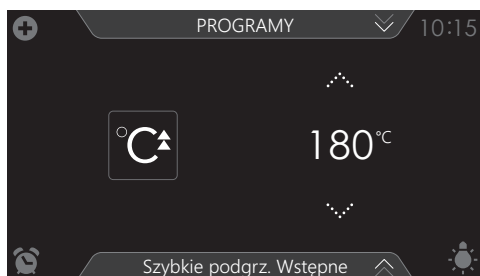 PROGRAMY
10:15
°C
180°C
Szybkie podgrz. Wstępne